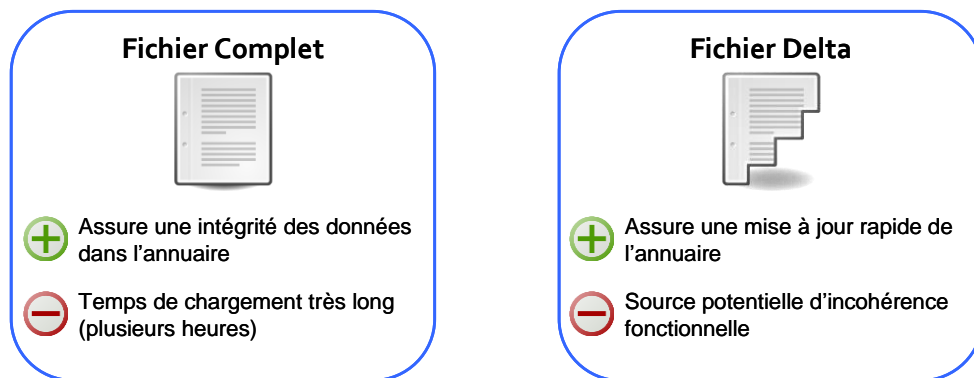 Fichier Complet
Assure une intégrité des données
dans l'annuaire
Temps de chargement très long
(plusieurs heures)
Fichier Delta
Assure une mise à jour rapide de
l'annuaire
Source potentielle d'incohérence
fonctionnelle